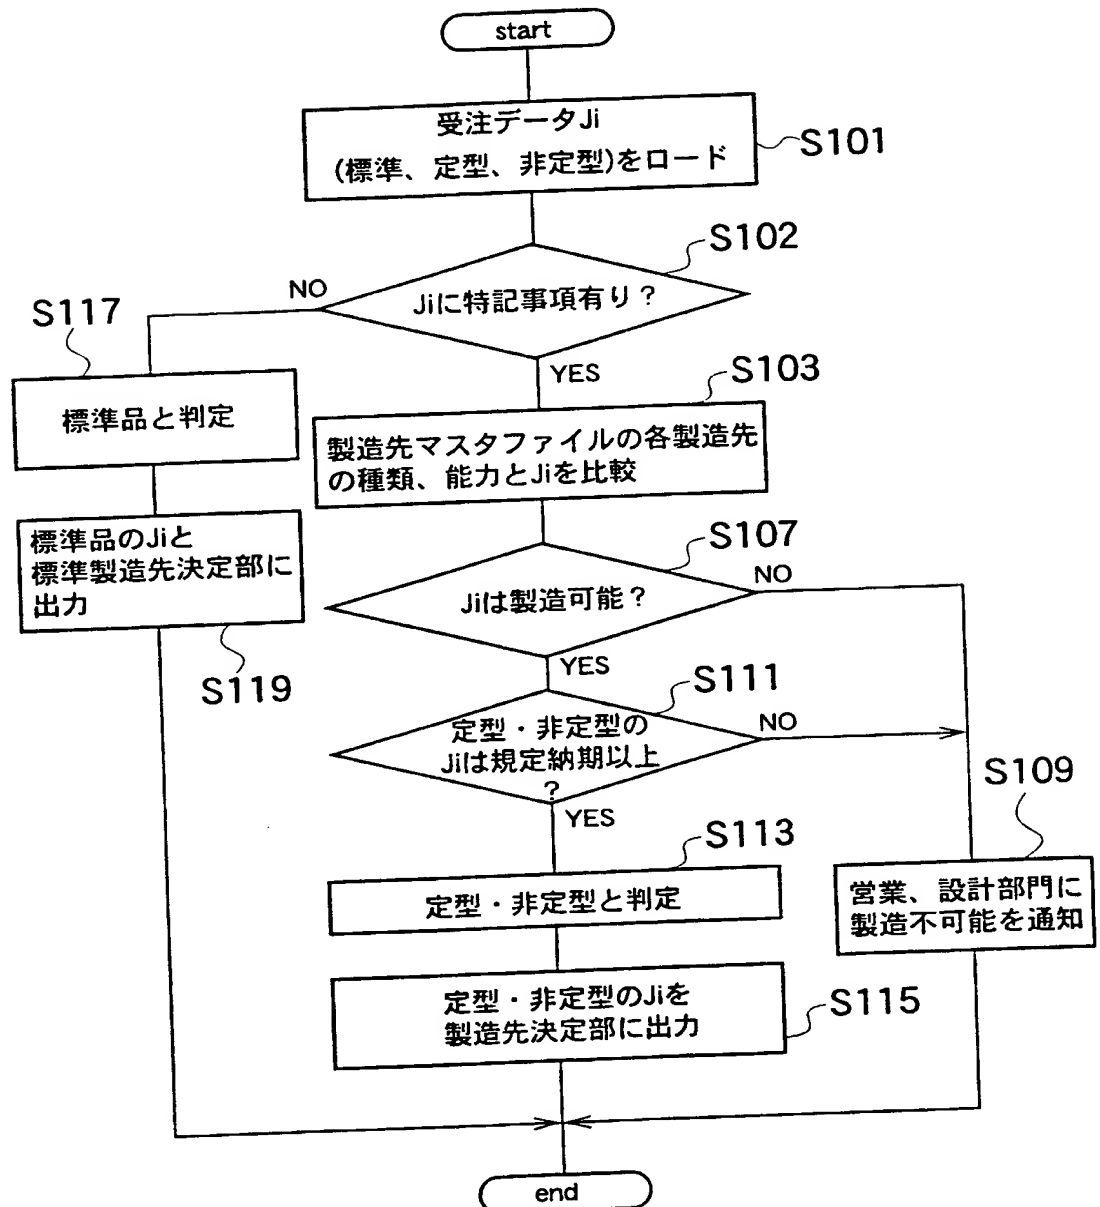 start
受注データJi
(標準、定型、非定型)をロード
S101
S102
Jiに特記事項有り？
NO
YES
S117
標準品と判定
S103
製造先マスタファイルの各製造先
の種類、能力とJiを比較
標準品のJiと
標準製造先決定部に
出力
S119
S107
Jiは製造可能？
NO
YES
S111
定型・非定型の
Jiは規定納期以上
？
NO
YES
S109
営業、設計部門に
製造不可能を通知
S113
定型・非定型と判定
定型・非定型のJiを
製造先決定部に出力
S115
end